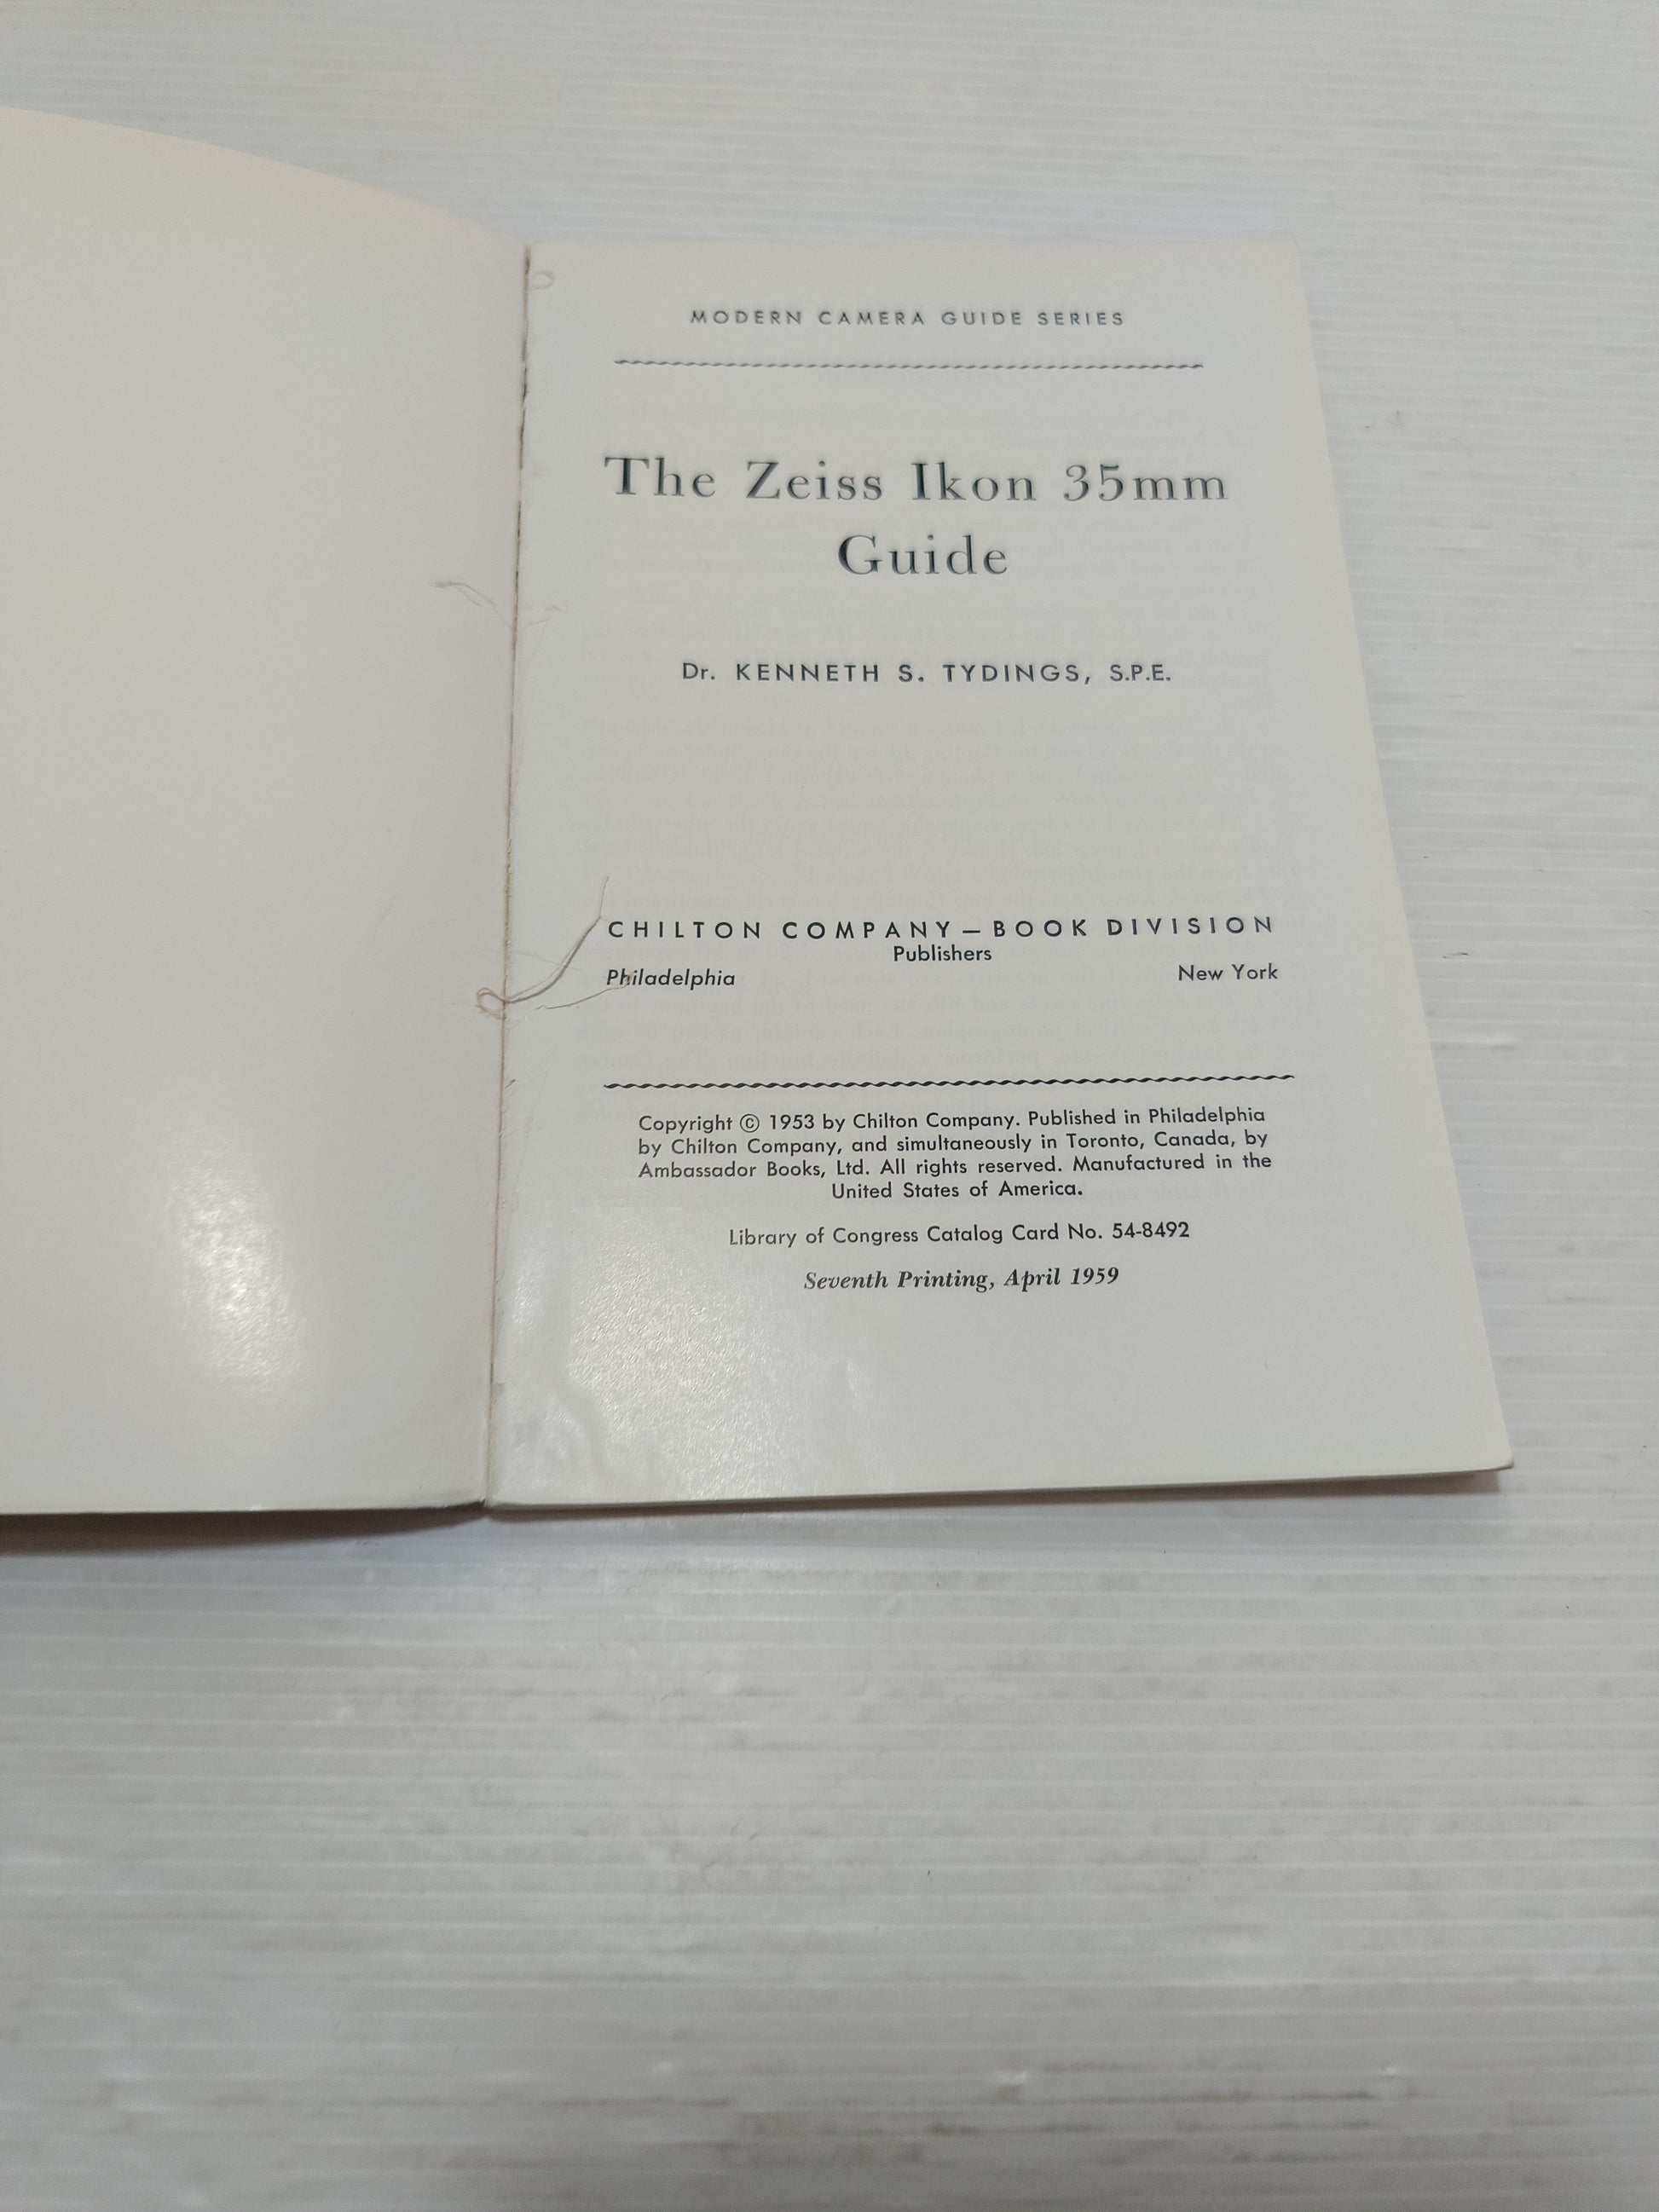 MODERN CAMERA GUIDE SERIES
The Zeiss Ikon 35mm
Guide
Dr. KENNETH S. TYDINGS, S.P.E.
CHILTON COMPANY — BOOK DIVISION
Publishers
Philadelphia New York
Copyright © 1953 by Chilton Company. Published in Philadelphia
by Chilton Company, and simultaneously in Toronto, Canada, by
Ambassador Books, Ltd. All rights reserved. Manufactured in the
United States of America.
Library of Congress Catalog Card No. 54-8492
Seventh Printing, April 1959